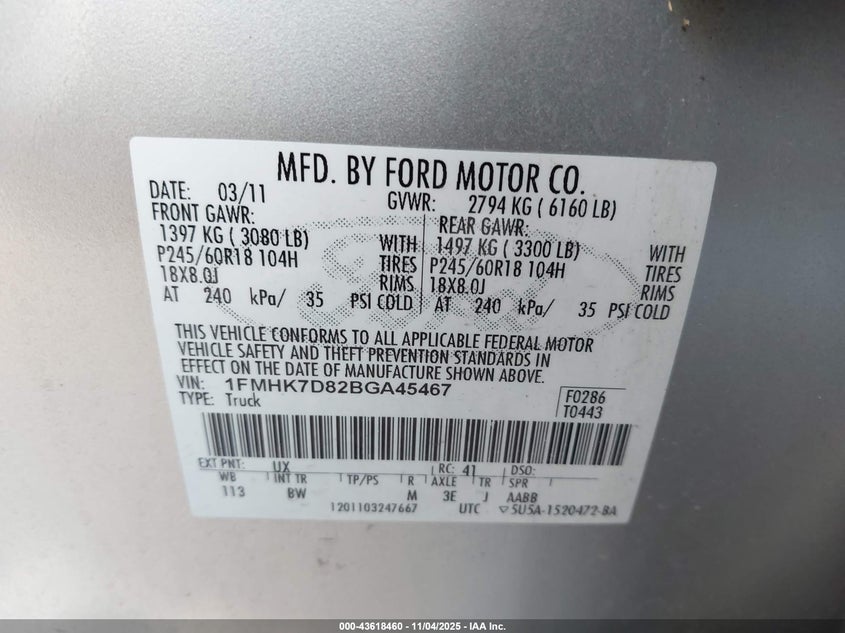 MFD. BY FORD MOTOR CO.
DATE: 03/11 GVWR: 2794 KG ( 6160 LB)
FRONT GAWR: REAR GAWR:
1397 KG ( 3080 LB) WITH 1497 KG ( 3300 LB) WITH
P245/60R18 104H TIRES P245/60R18 104H TIRES
18X8.0J RIMS 18X8.0J RIMS
AT 240 kPa/ 35 PSI COLD AT 240 kPa/ 35 PSI COLD
THIS VEHICLE CONFORMS TO ALL APPLICABLE FEDERAL MOTOR
VEHICLE SAFETY AND THEFT PREVENTION STANDARDS IN
EFFECT ON THE DATE OF MANUFACTURE SHOWN ABOVE.
VIN: 1FMHK7D82BGA45467
TYPE: Truck
F0286
T0443
EXT PNT: UX RC: 41 DSO:
WB INT TR TP/PS R AXLE TR SPR
113 BW M 3E J AABB
1201103247667 UTC ▽5U5A-1520472-BA
000-43618460 - 11/04/2025 - IAA Inc.